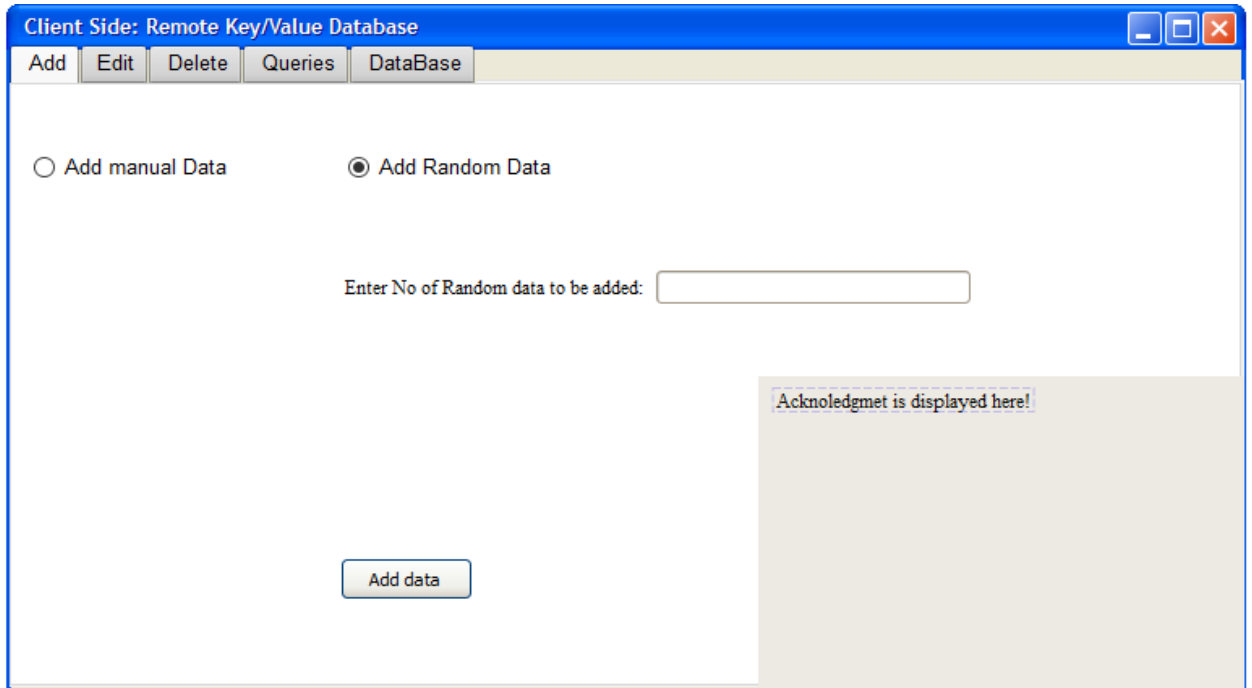 Client Side: Remote Key/Value Database
Add Edit Delete Queries DataBase
Add manual Data Add Random Data
Enter No of Random data to be added:
Acknoledgmet is displayed here!
Add data